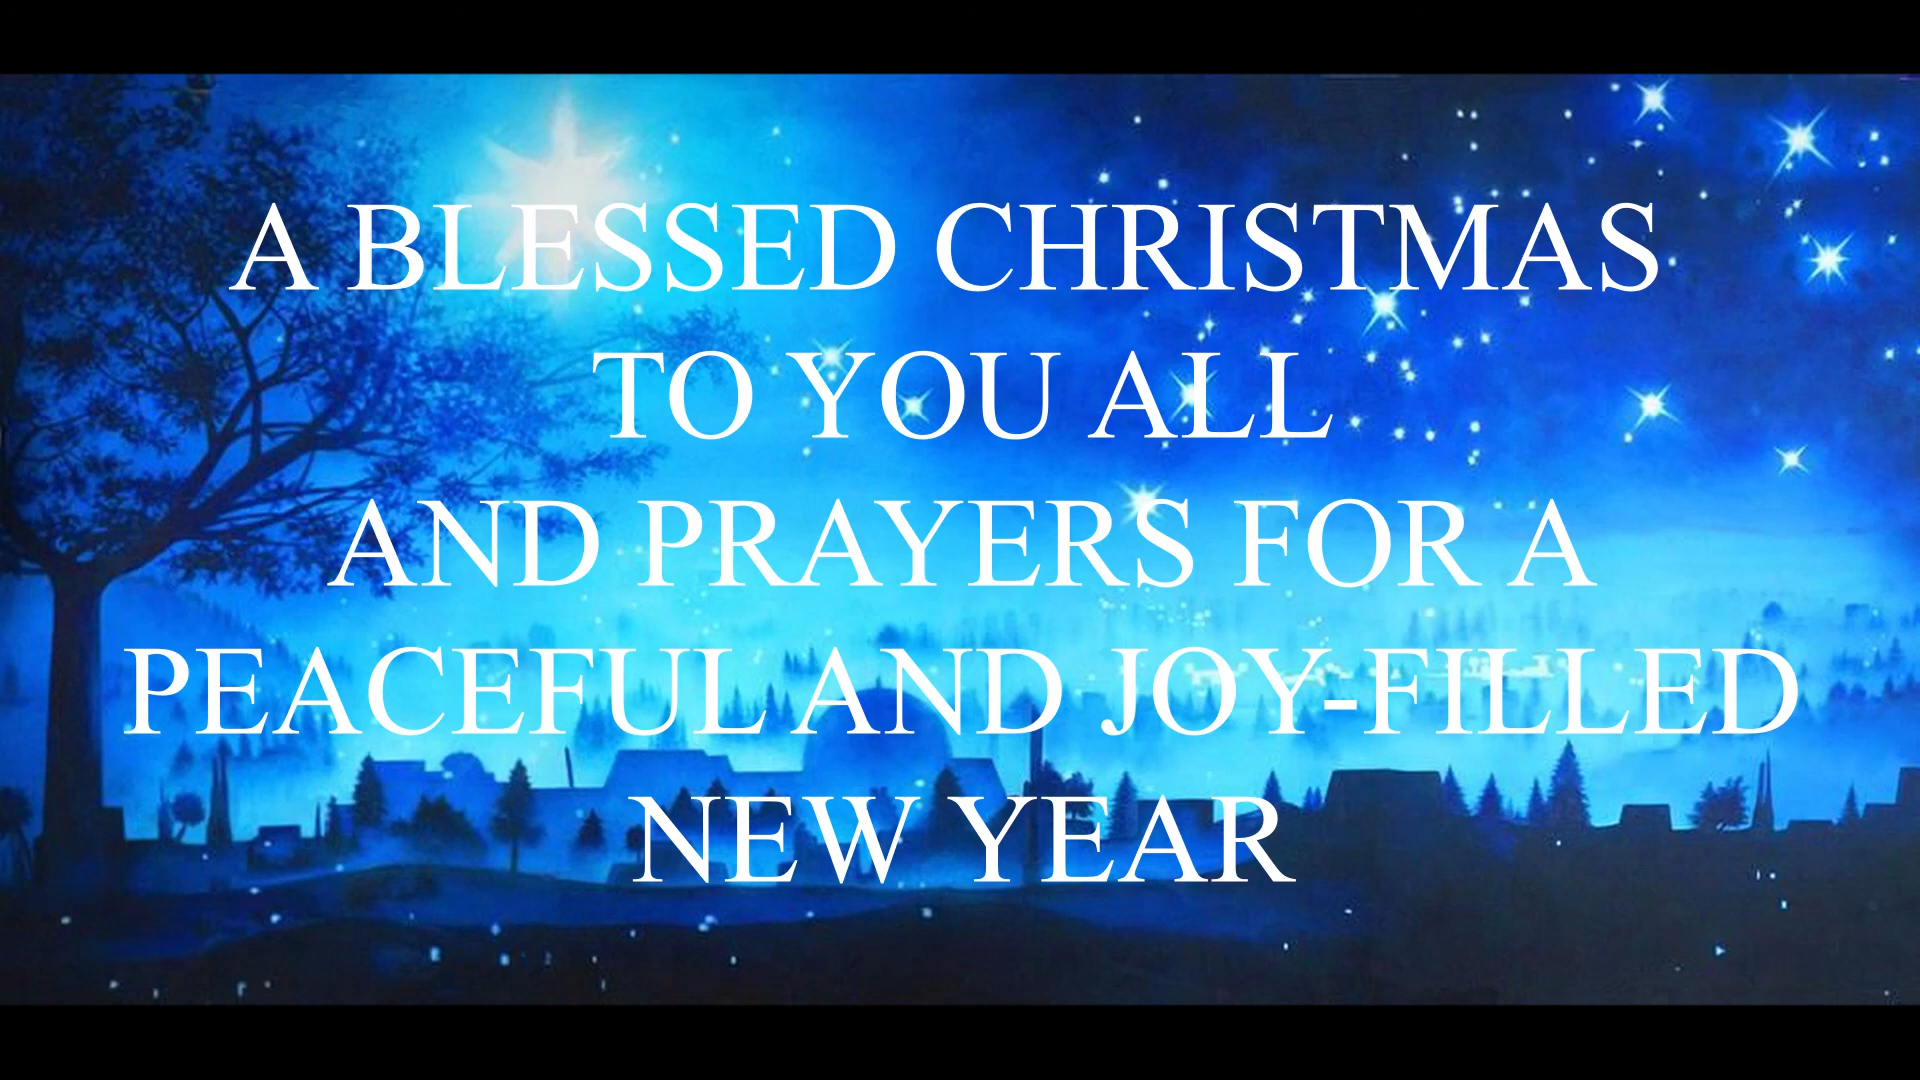 A BLESSED CHRISTMAS
TO YOU ALL
AND PRAYERS FOR A
PEACEFUL AND JOY-FILLED
NEW YEAR